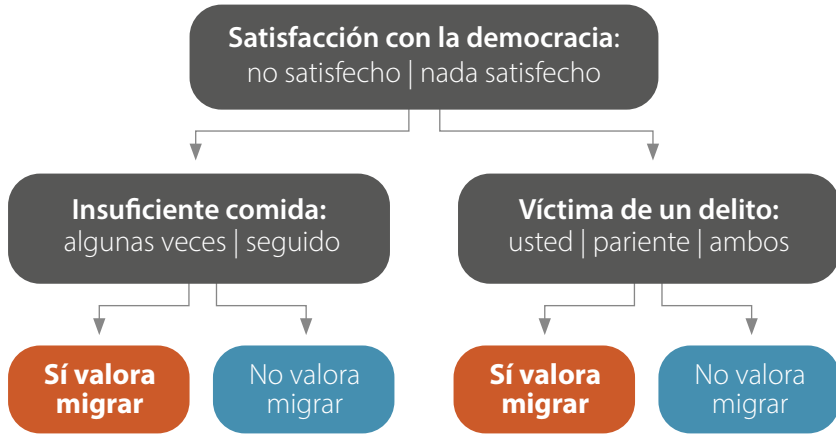 Satisfacción con la democracia:
no satisfecho | nada satisfecho
Insuficiente comida:
algunas veces | seguido
Víctima de un delito:
usted | pariente | ambos
Sí valora
migrar
No valora
migrar
Sí valora
migrar
No valora
migrar